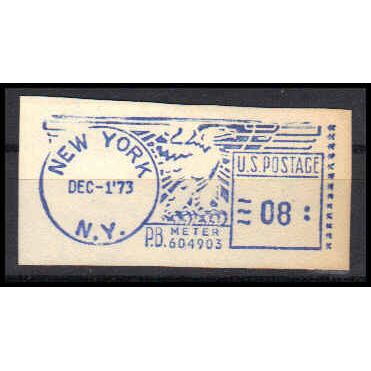 NEW YORK
DEC-1'73
N.Y.
P.B. METER
604903
U.S. POSTAGE
08